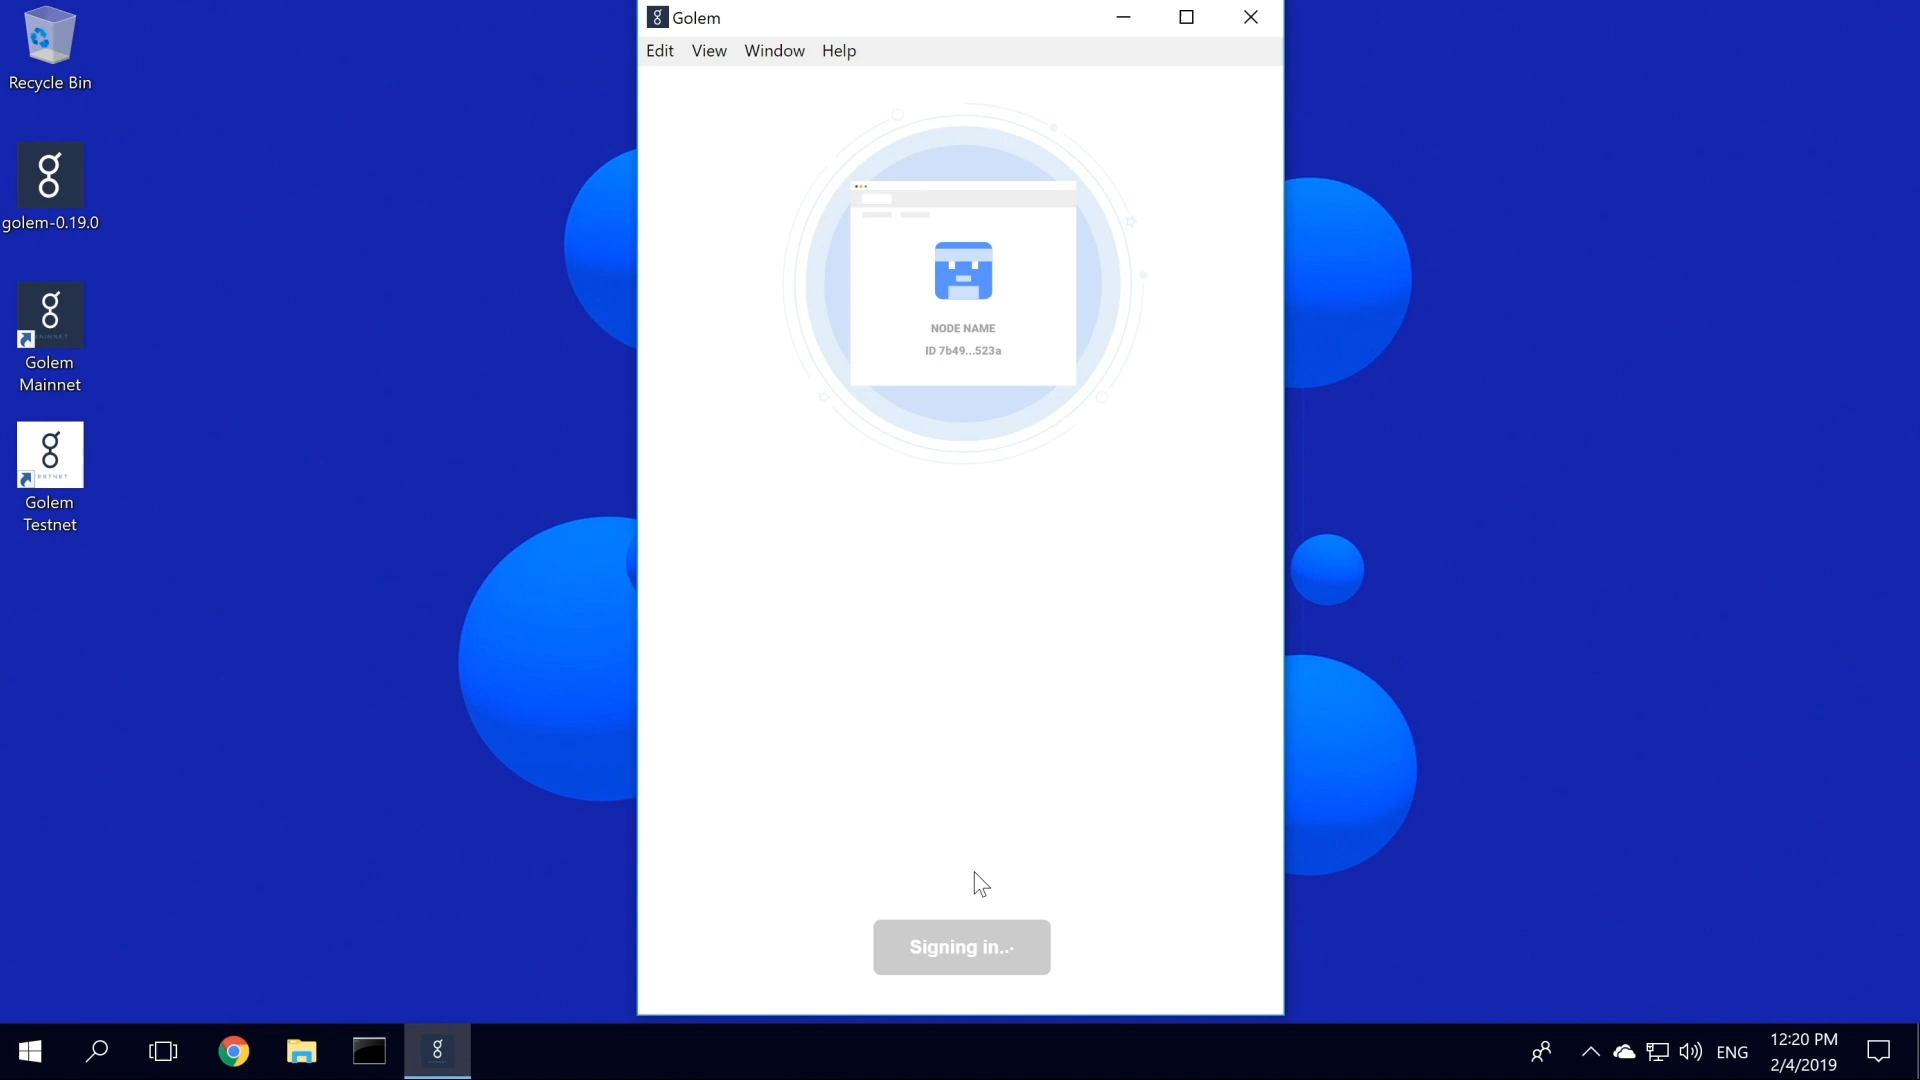 Recycle Bin
golem-0.19.0
Golem
Mainnet
Golem
Testnet
Golem
Edit View Window Help
NODE NAME
ID 7b49...523a
Signing in...
ENG
12:20 PM
2/4/2019